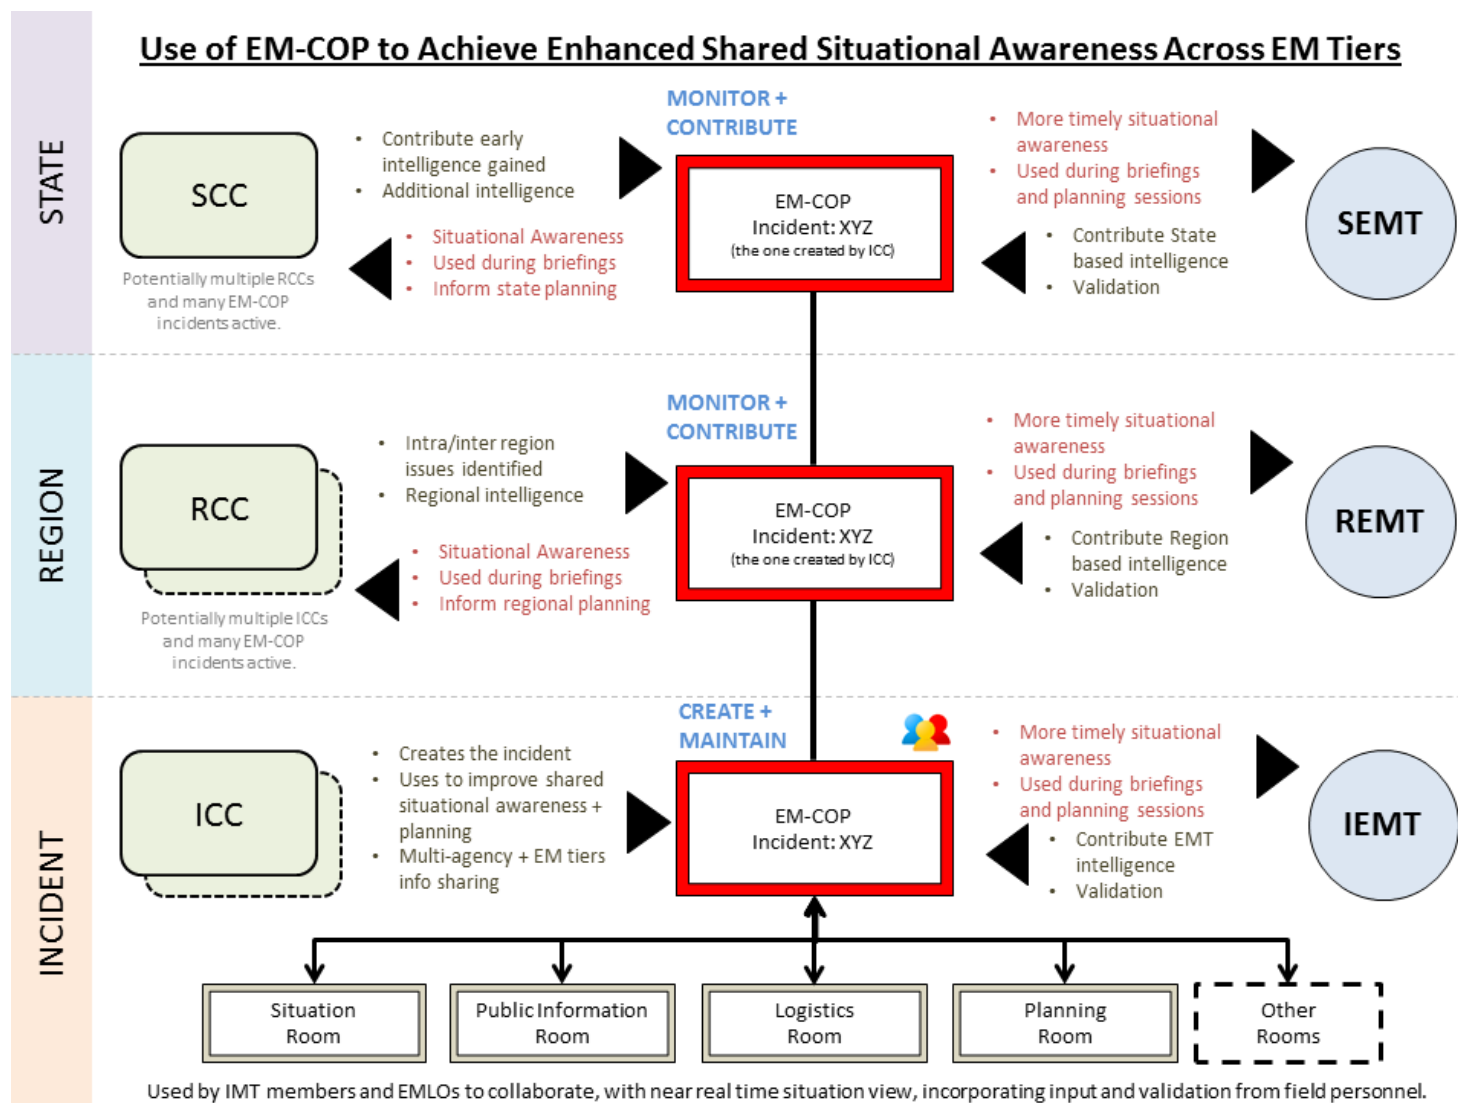 Use of EM-COP to Achieve Enhanced Shared Situational Awareness Across EM Tiers
STATE
SCC
Potentially multiple RCCs
and many EM-COP
incidents active.
• Contribute early
intelligence gained
• Additional intelligence
• Situational Awareness
• Used during briefings
• Inform state planning
MONITOR +
CONTRIBUTE
EM-COP
Incident: XYZ
(the one created by ICC)
• More timely situational
awareness
• Used during briefings
and planning sessions
• Contribute State
based intelligence
• Validation
SEMT
REGION
RCC
Potentially multiple ICCs
and many EM-COP
incidents active.
• Intra/inter region
issues identified
• Regional intelligence
• Situational Awareness
• Used during briefings
• Inform regional planning
MONITOR +
CONTRIBUTE
EM-COP
Incident: XYZ
(the one created by ICC)
• More timely situational
awareness
• Used during briefings
and planning sessions
• Contribute Region
based intelligence
• Validation
REMT
INCIDENT
ICC
• Creates the incident
• Uses to improve shared
situational awareness +
planning
• Multi-agency + EM tiers
info sharing
CREATE +
MAINTAIN
EM-COP
Incident: XYZ
• More timely situational
awareness
• Used during briefings
and planning sessions
• Contribute EMT
intelligence
• Validation
IEMT
Situation
Room
Public Information
Room
Logistics
Room
Planning
Room
Other
Rooms
Used by IMT members and EMLOs to collaborate, with near real time situation view, incorporating input and validation from field personnel.